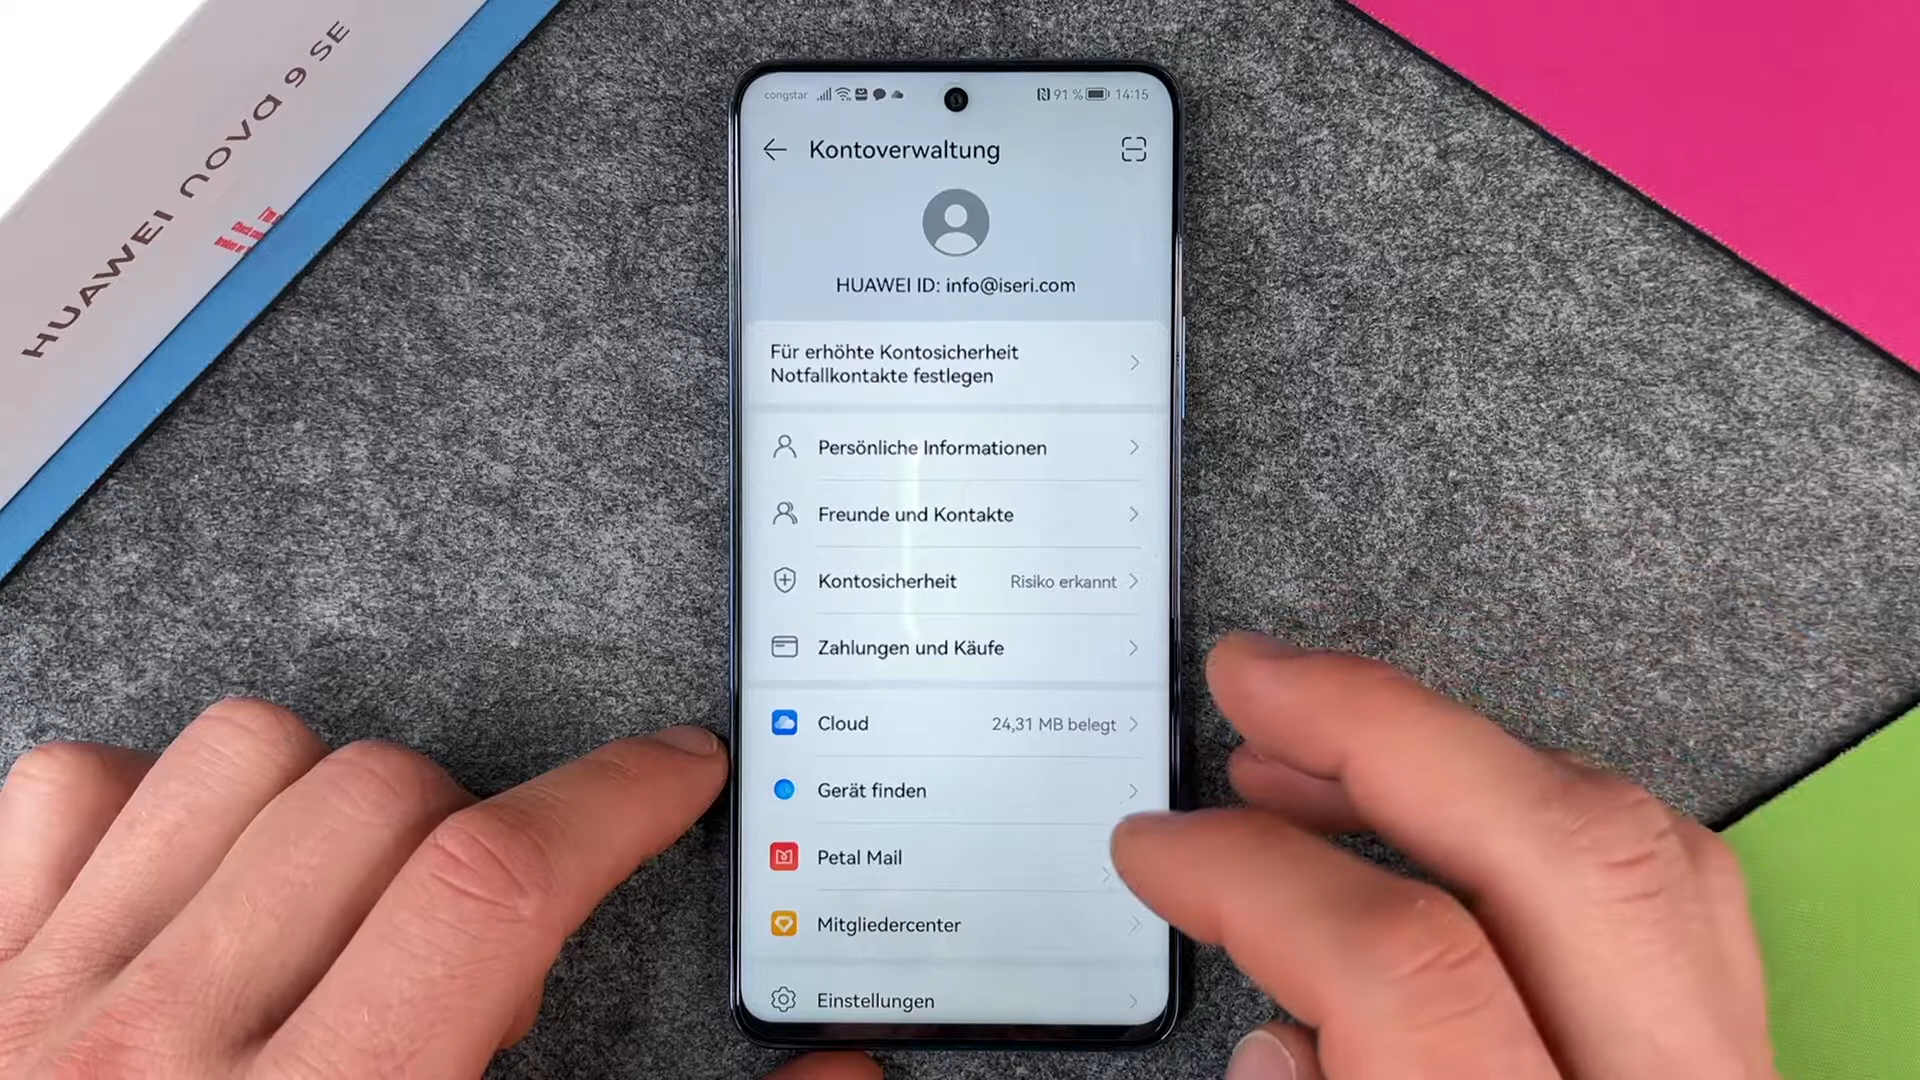 HUAWEI nova 9 SE
congstar
91 %
14:15
Kontoverwaltung
HUAWEI ID: info@iseri.com
Für erhöhte Kontosicherheit
Notfallkontakte festlegen
Persönliche Informationen
Freunde und Kontakte
Kontosicherheit
Risiko erkannt
Zahlungen und Käufe
Cloud
24,31 MB belegt
Gerät finden
Petal Mail
Mitgliedercenter
Einstellungen